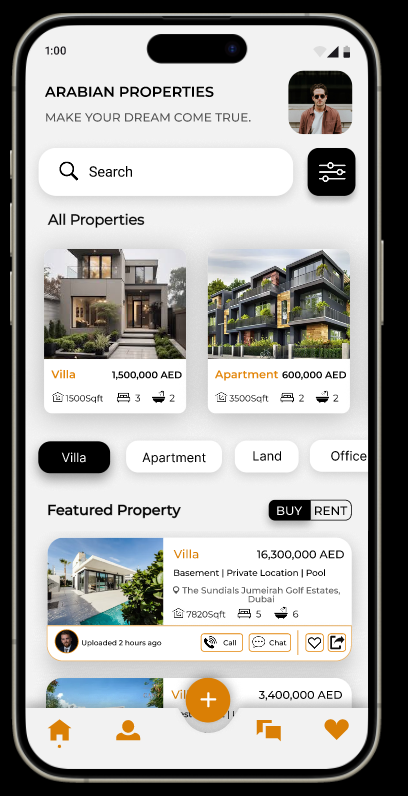 1:00
ARABIAN PROPERTIES
MAKE YOUR DREAM COME TRUE.
Search
All Properties
Villa 1,500,000 AED
1500Sqft 3 2
Apartment 600,000 AED
3500Sqft 2 2
Villa Apartment Land Office
Featured Property
BUY RENT
Villa 16,300,000 AED
Basement | Private Location | Pool
The Sundials Jumeirah Golf Estates,
Dubai
7820Sqft 5 6
Uploaded 2 hours ago Call Chat
3,400,000 AED